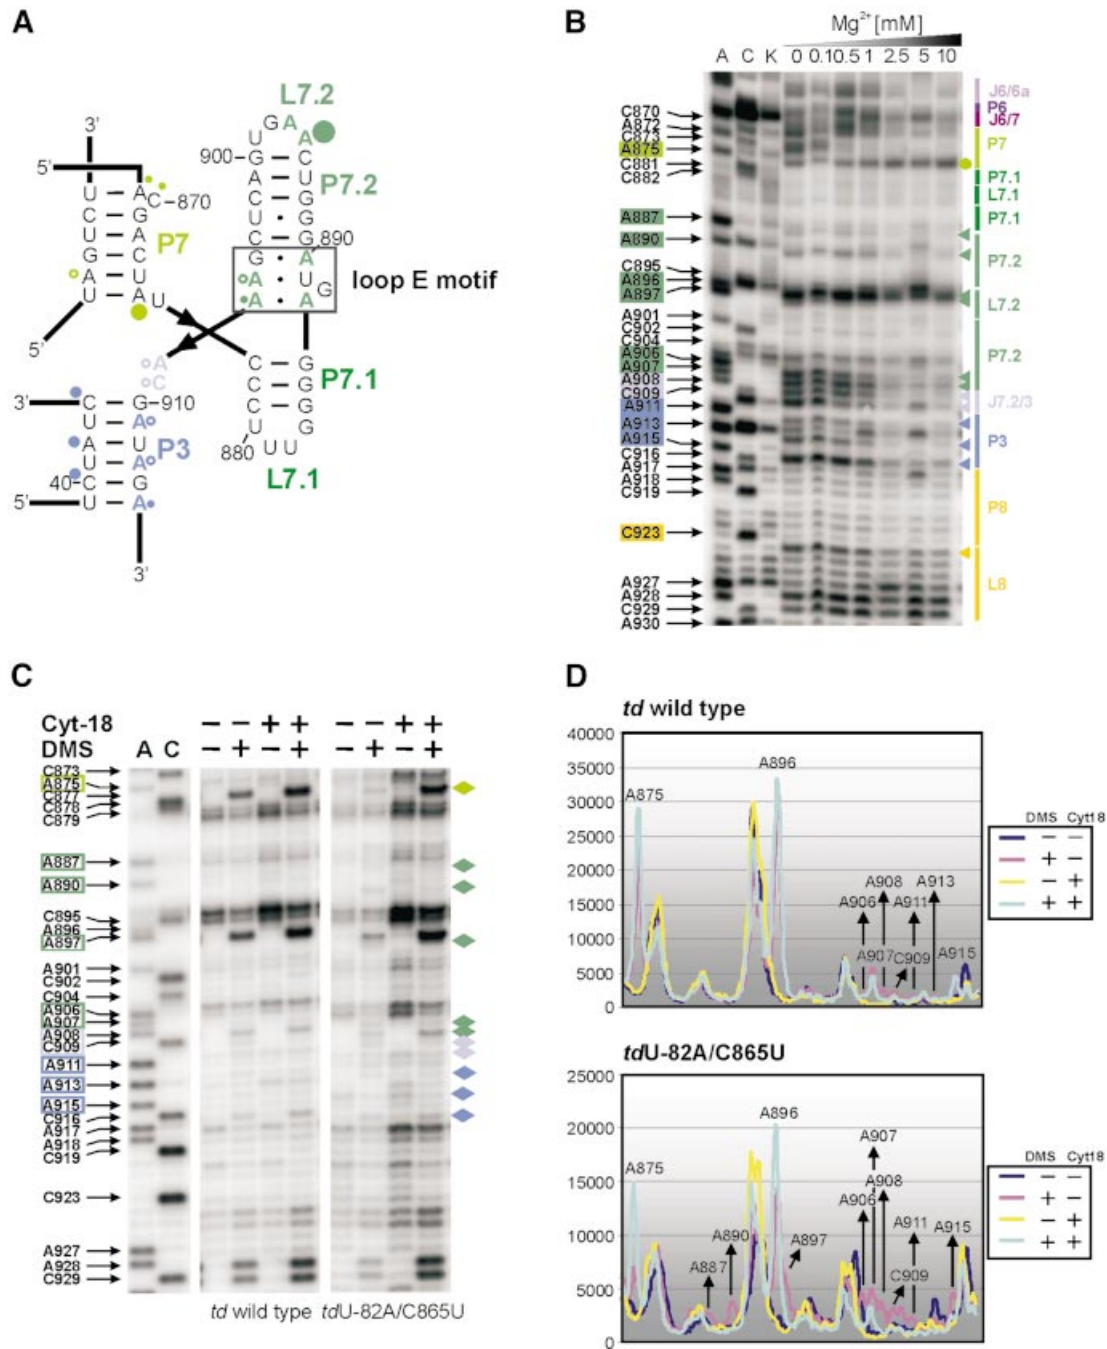 A
L7.2
G
A
U
A
900
G
C
A
U
P7.2
C
G
U
G
C
G
890
G
A
A
U
G
A
A
loop E motif
3'
5'
U
A
C
870
C
G
U
A
P7
G
C
A
U
U
A
U
5'
A
C
C
G
C
G
P7.1
C
G
U
G
880
U
U
L7.1
3'
C
G
910
U
A
A
U
P3
U
A
40
C
G
5'
U
A
3'
B
Mg2+ [mM]
A C K 0 0.1 0.5 1 2.5 5 10
C870
A872
C873
A875
C881
C882
A887
A890
C895
A896
A897
A901
C902
C904
A906
A907
A908
C909
A911
A913
A915
C916
A917
A918
C919
C923
A927
A928
C929
A930
J6/6a
P6
J6/7
P7
P7.1
L7.1
P7.1
P7.2
L7.2
P7.2
J7.2/3
P3
P8
L8
C
Cyt-18 – – + + – – + +
DMS – + – + – + – +
A C
C873
A875
C877
C878
C879
A887
A890
C895
A896
A897
A901
C902
C904
A906
A907
A908
C909
A911
A913
A915
C916
A917
A918
C919
C923
A927
A928
C929
td wild type tdU-82A/C865U
D
td wild type
40000
35000
30000
25000
20000
15000
10000
5000
0
A875
A896
A908 A913
A906 A911
A907 C909 A915
DMS Cyt18
– –
+ –
– +
+ +
tdU-82A/C865U
25000
20000
15000
10000
5000
0
A896
A907
A875
A908
A906
A890 A897 A911 A915
A887 C909
DMS Cyt18
– –
+ –
– +
+ +